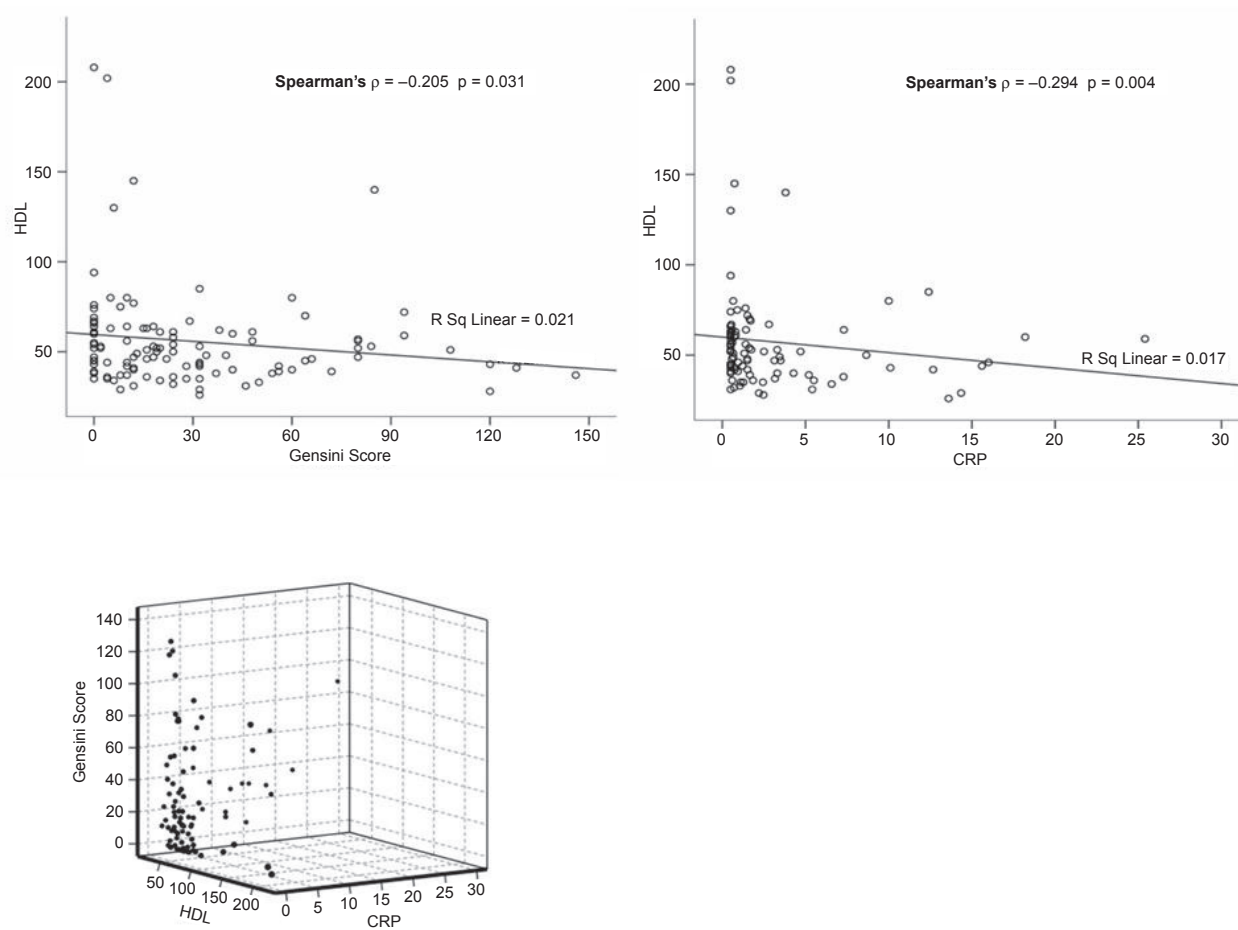 Spearman's ρ = –0.205 p = 0.031
200
150
100
50
HDL
R Sq Linear = 0.021
0 30 60 90 120 150
Gensini Score
Spearman's ρ = –0.294 p = 0.004
200
150
100
50
HDL
R Sq Linear = 0.017
0 5 10 15 20 25 30
CRP
140
120
100
80
60
40
20
0
Gensini Score
50 100 150 200
HDL
0 5 10 15 20 25 30
CRP